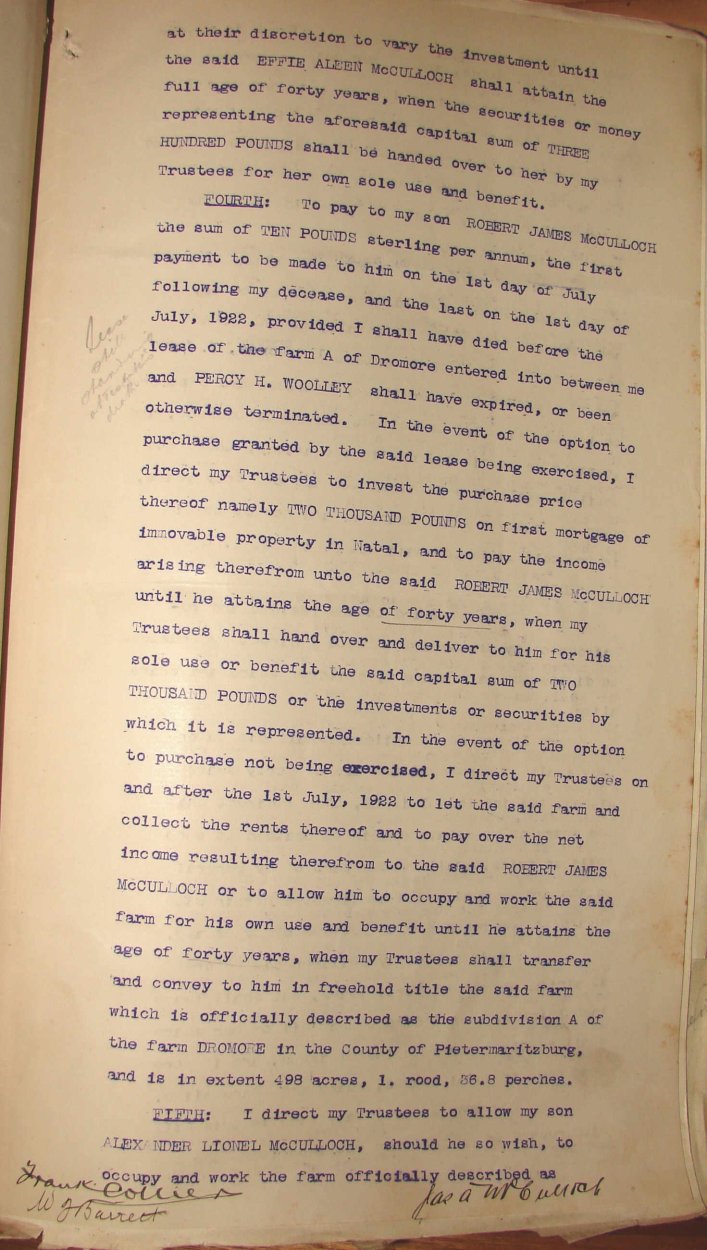 at their discretion to vary the investment until
the said EFFIE ALEEN McCULLOCH shall attain the
full age of forty years, when the securities or money
representing the aforesaid capital sum of THREE
HUNDRED POUNDS shall be handed over to her by my
Trustees for her own sole use and benefit.
FOURTH: To pay to my son ROBERT JAMES McCULLOCH
the sum of TEN POUNDS sterling per annum, the first
payment to be made to him on the 1st day of July
following my decease, and the last on the 1st day of
July, 1922, provided I shall have died before the
lease of the farm A of Dromore entered into between me
and PERCY H. WOOLLEY shall have expired, or been
otherwise terminated. In the event of the option to
purchase granted by the said lease being exercised, I
direct my Trustees to invest the purchase price
thereof namely TWO THOUSAND POUNDS on first mortgage of
immovable property in Natal, and to pay the income
arising therefrom unto the said ROBERT JAMES McCULLOCH
until he attains the age of forty years, when my
Trustees shall hand over and deliver to him for his
sole use or benefit the said capital sum of TWO
THOUSAND POUNDS or the investments or securities by
which it is represented. In the event of the option
to purchase not being exercised, I direct my Trustees on
and after the 1st July, 1922 to let the said farm and
collect the rents thereof and to pay over the net
income resulting therefrom to the said ROBERT JAMES
McCULLOCH or to allow him to occupy and work the said
farm for his own use and benefit until he attains the
age of forty years, when my Trustees shall transfer
and convey to him in freehold title the said farm
which is officially described as the subdivision A of
the farm DROMORE in the County of Pietermaritzburg,
and is in extent 498 acres, 1. rood, 36.8 perches.
FIFTH: I direct my Trustees to allow my son
ALEXANDER LIONEL McCULLOCH, should he so wish, to
occupy and work the farm officially described as
Frank Collier
W J Barrett
Jas A McCulloch
Lease